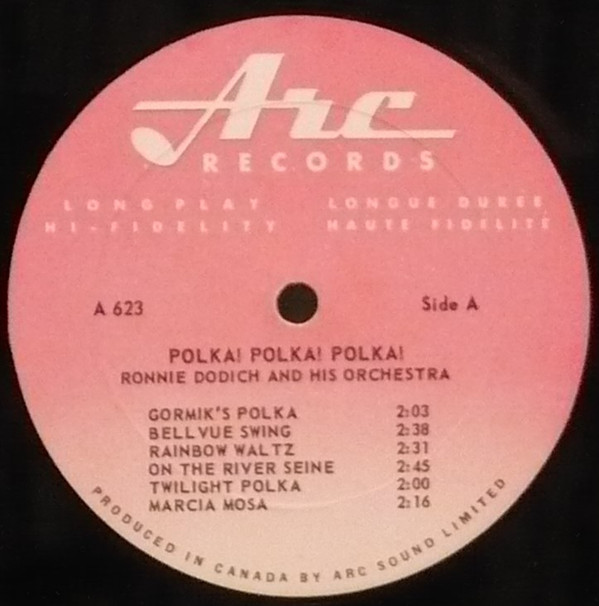 Arc
RECORDS
LONG PLAY
HI-FIDELITY
LONGUE DUREE
HAUTE FIDELITE
A 623
Side A
POLKA! POLKA! POLKA!
RONNIE DODICH AND HIS ORCHESTRA
GORMIK'S POLKA 2:03
BELLVUE SWING 2:38
RAINBOW WALTZ 2:31
ON THE RIVER SEINE 2:45
TWILIGHT POLKA 2:00
MARCIA MOSA 2:16
PRODUCED IN CANADA BY ARC SOUND LIMITED